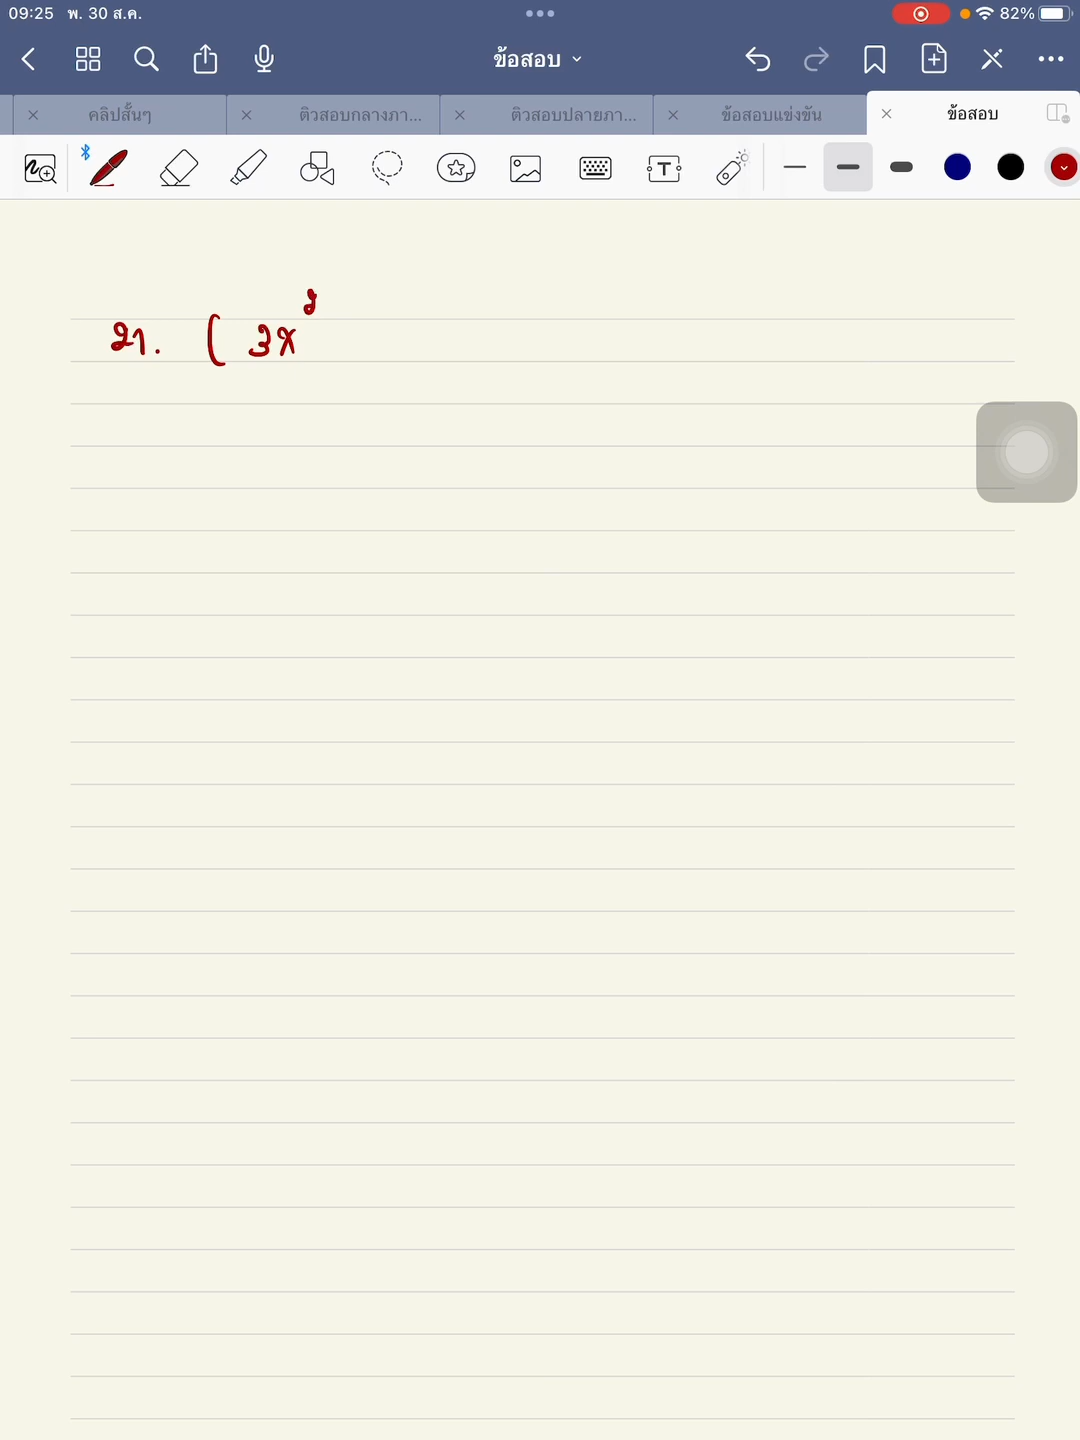 09:25 พ. 30 ส.ค. 82%
ข้อสอบ
คลิปสั้นๆ ติวสอบกลางภา... ติวสอบปลายภา... ข้อสอบแข่งขัน ข้อสอบ
T
21. ( 3x²